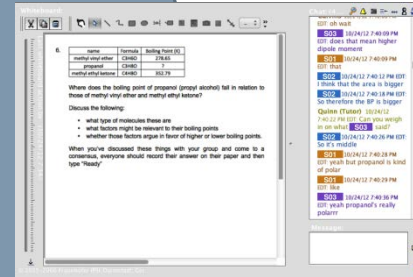 Whiteboard
6.
name Formula Boiling Point (K)
methyl vinyl ether C3H6O 278.65
propanol C3H8O ?
methyl ethyl ketone C4H8O 352.79
Where does the boiling point of propanol (propyl alcohol) fall in relation to
those of methyl vinyl ether and methyl ethyl ketone?
Discuss the following:
• what type of molecules these are
• what factors might be relevant to their boiling points
• whether those factors argue in favor of higher or lower boiling points.
When you've discussed these things with your group and come to a
consensus, everyone should record their answer on their paper and then
type "Ready"
EDT: oh wait
S03 10/24/12 7:40:09 PM
EDT: does that mean higher
dipole moment
S01 10/24/12 7:40:09 PM
EDT: that
S02 10/24/12 7:40:12 PM EDT:
I think that the area is bigger
S02 10/24/12 7:40:18 PM EDT:
So therefore the BP is bigger
Quinn (Tutor) 10/24/12
7:40:22 PM EDT: Can you weigh
in on what S03 said?
S02 10/24/12 7:40:26 PM EDT:
So it's middle
S01 10/24/12 7:40:28 PM
EDT: yeah but propanol is kind
of polar
S01 10/24/12 7:40:29 PM
EDT: like
S03 10/24/12 7:40:36 PM
EDT: yeah propanol's really
polarrr
Message: